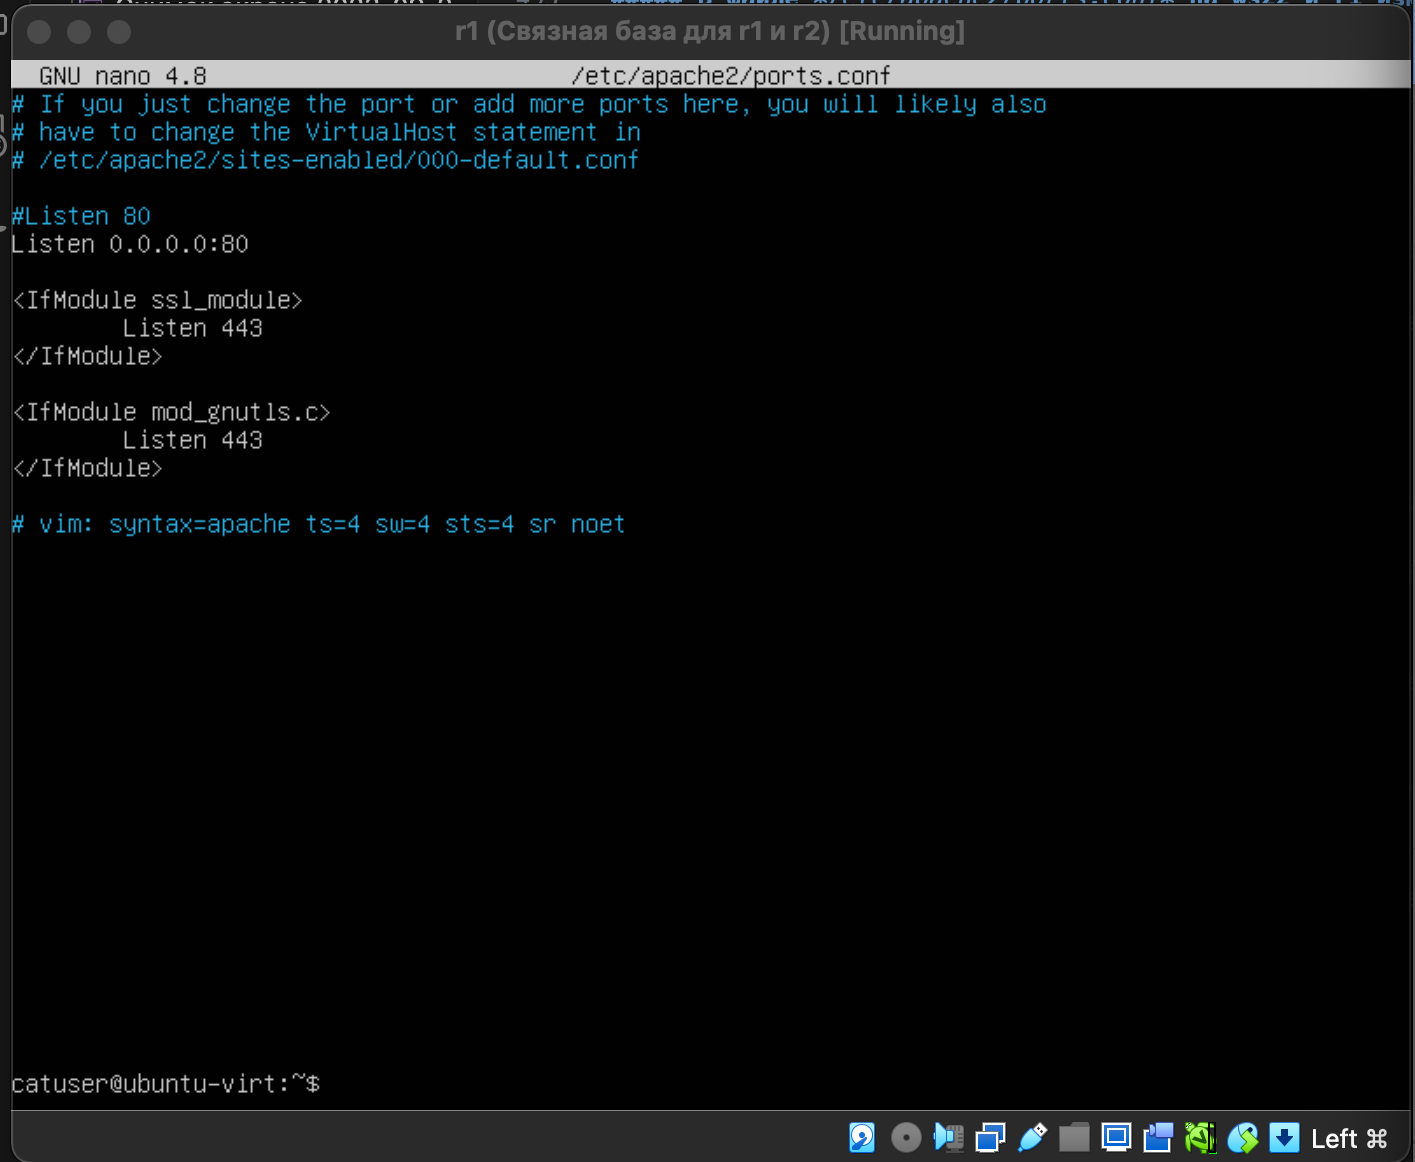 r1 (Связная база для r1 и r2) [Running]
GNU nano 4.8 /etc/apache2/ports.conf
# If you just change the port or add more ports here, you will likely also
# have to change the VirtualHost statement in
# /etc/apache2/sites-enabled/000-default.conf
#Listen 80
Listen 0.0.0.0:80
<IfModule ssl_module>
Listen 443
</IfModule>
<IfModule mod_gnutls.c>
Listen 443
</IfModule>
# vim: syntax=apache ts=4 sw=4 sts=4 sr noet
catuser@ubuntu-virt:~$
Left ⌘